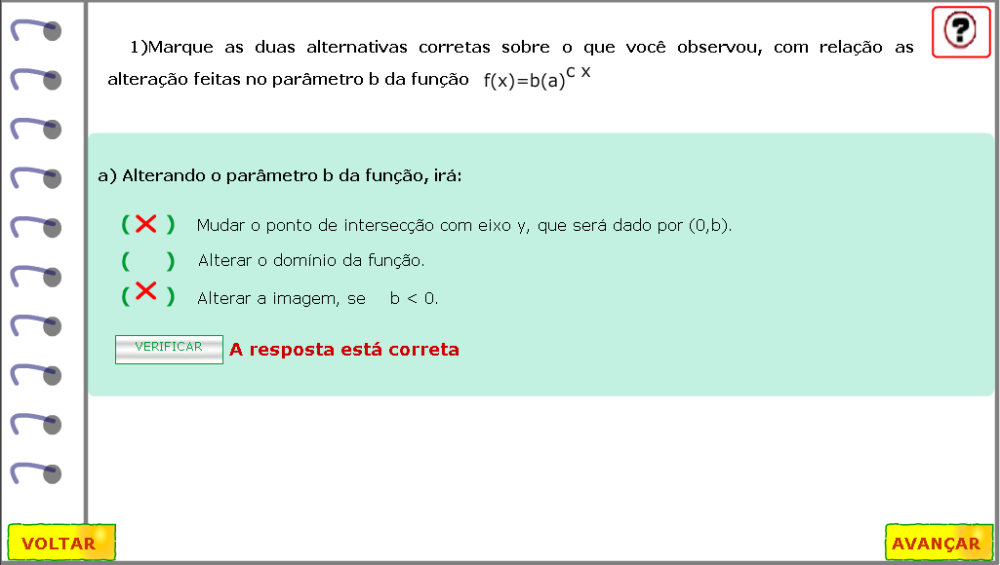 ?
1)Marque as duas alternativas corretas sobre o que você observou, com relação as
alteração feitas no parâmetro b da função f(x)=b(a)^c x
a) Alterando o parâmetro b da função, irá:
( X ) Mudar o ponto de intersecção com eixo y, que será dado por (0,b).
( ) Alterar o domínio da função.
( X ) Alterar a imagem, se b < 0.
VERIFICAR A resposta está correta
VOLTAR AVANÇAR